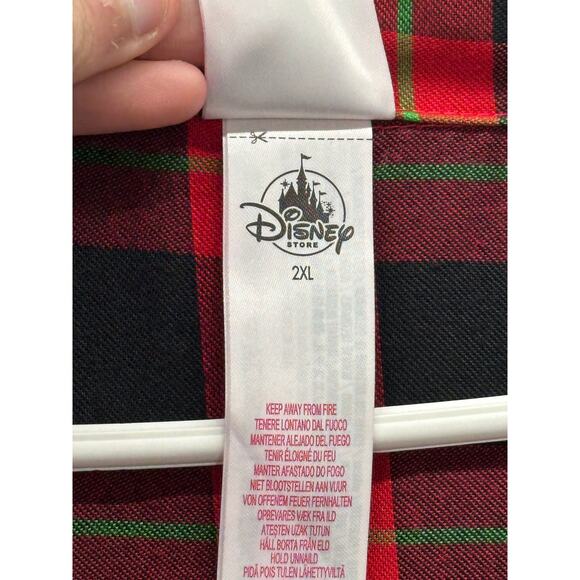 Disney
STORE
2XL
KEEP AWAY FROM FIRE
TENERE LONTANO DAL FUOCO
MANTENER ALEJADO DEL FUEGO
TENIR ÉLOIGNÉ DU FEU
MANTER AFASTADO DO FOGO
NIET BLOOTSTELLEN AAN VUUR
VON OFFENEM FEUER FERNHALTEN
OPBEVARES VÆK FRA ILD
ATEŞTEN UZAK TUTUN
HÅLL BORTA FRÅN ELD
HOLD UNNAILD
PIDÄ POIS TULEN LÄHETTYVILTÄ